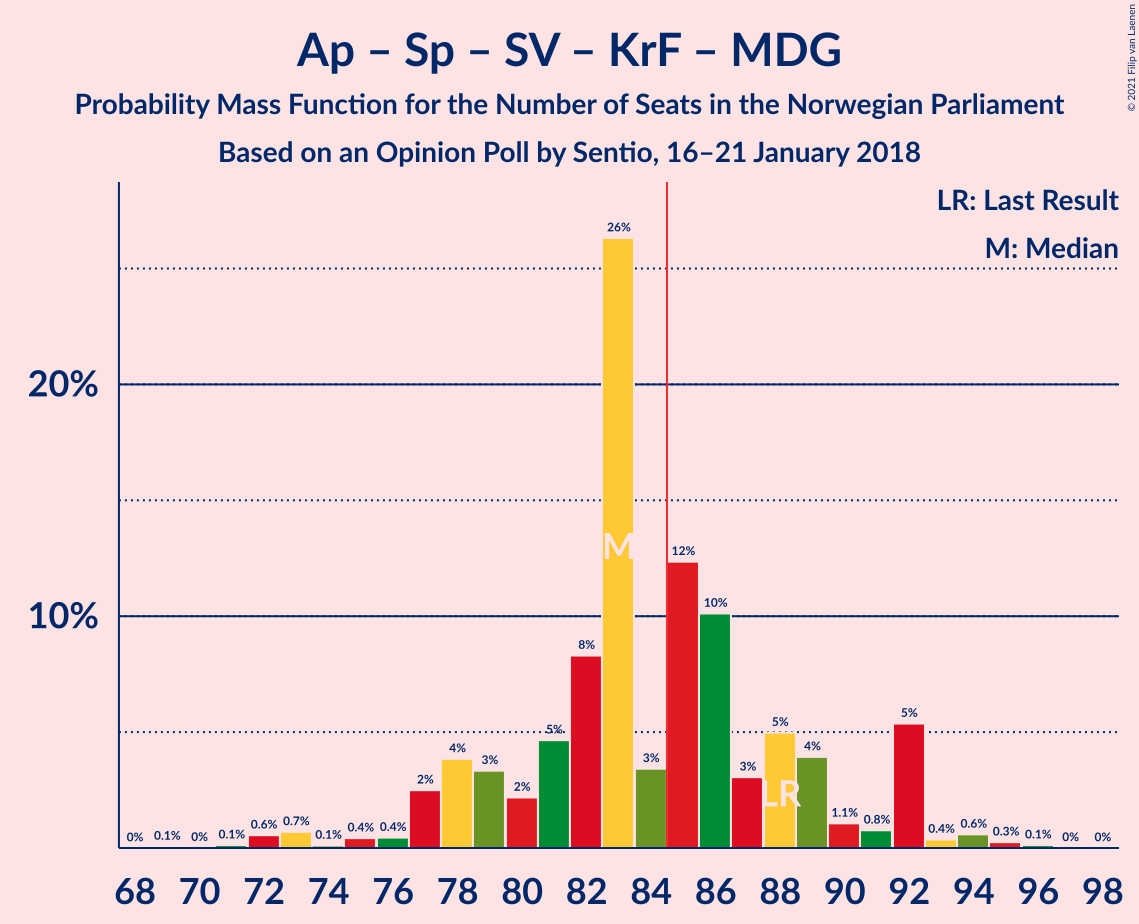 Ap – Sp – SV – KrF – MDG
Probability Mass Function for the Number of Seats in the Norwegian Parliament
Based on an Opinion Poll by Sentio, 16–21 January 2018
© 2021 Filip van Laenen
LR: Last Result
M: Median
26%
20%
M
12%
10%
10%
8%
5%
5%
5%
4%
4%
3%
3%
3%
2%
2%
LR
1.1%
0.8%
0% 0.1% 0% 0.1% 0.6% 0.7% 0.1% 0.4% 0.4% 0.4% 0.6% 0.3% 0.1% 0% 0%
68 70 72 74 76 78 80 82 84 86 88 90 92 94 96 98